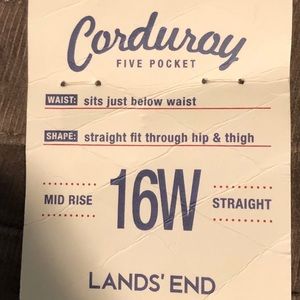 Corduroy
FIVE POCKET
WAIST: sits just below waist
SHAPE: straight fit through hip & thigh
MID RISE 16W STRAIGHT
LANDS' END